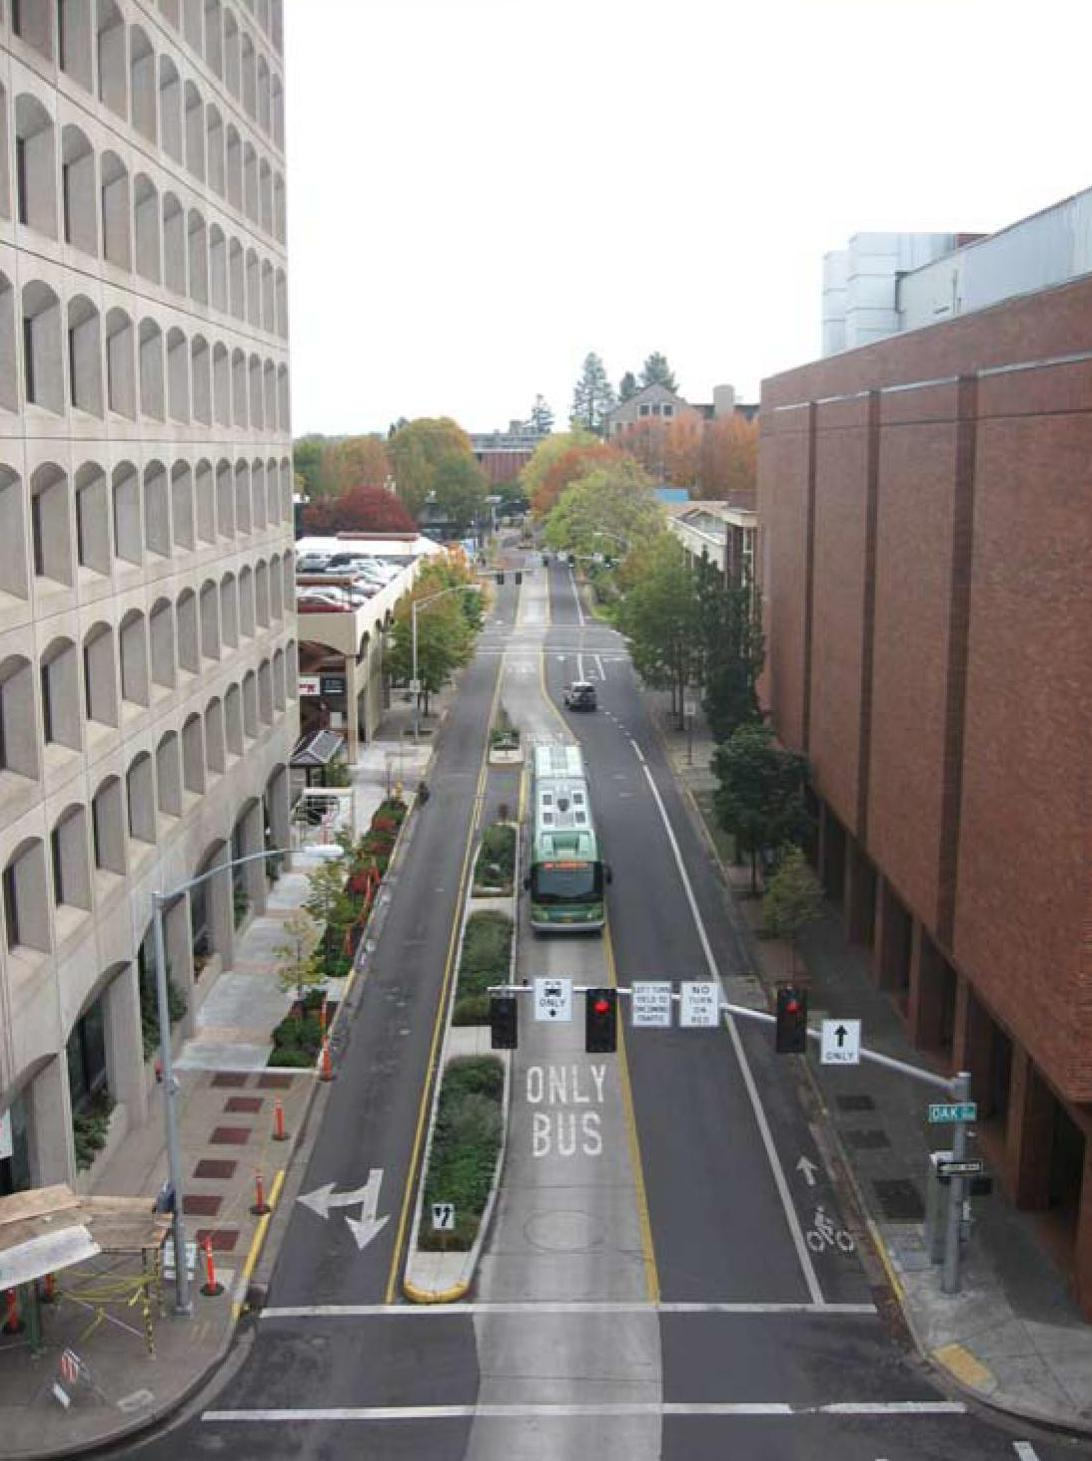 ONLY
LEFT TURN
YIELD TO
ONCOMING
TRAFFIC
NO
TURN
ON
RED
ONLY
ONLY
BUS
OAK